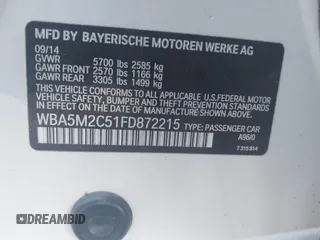 MFD BY BAYERISCHE MOTOREN WERKE AG
09/14
GVWR 5700 lbs 2585 kg
GAWR FRONT 2570 lbs 1166 kg
GAWR REAR 3305 lbs 1499 kg
THIS VEHICLE CONFORMS TO ALL APPLICABLE U.S. FEDERAL MOTOR
VEHICLE SAFETY, BUMPER, AND THEFT PREVENTION STANDARDS IN
EFFECT ON THE DATE OF MANUFACTURE SHOWN ABOVE.
WBA5M2C51FD872215
TYPE: PASSENGER CAR
A96/0
7 315 814
DREAMBID